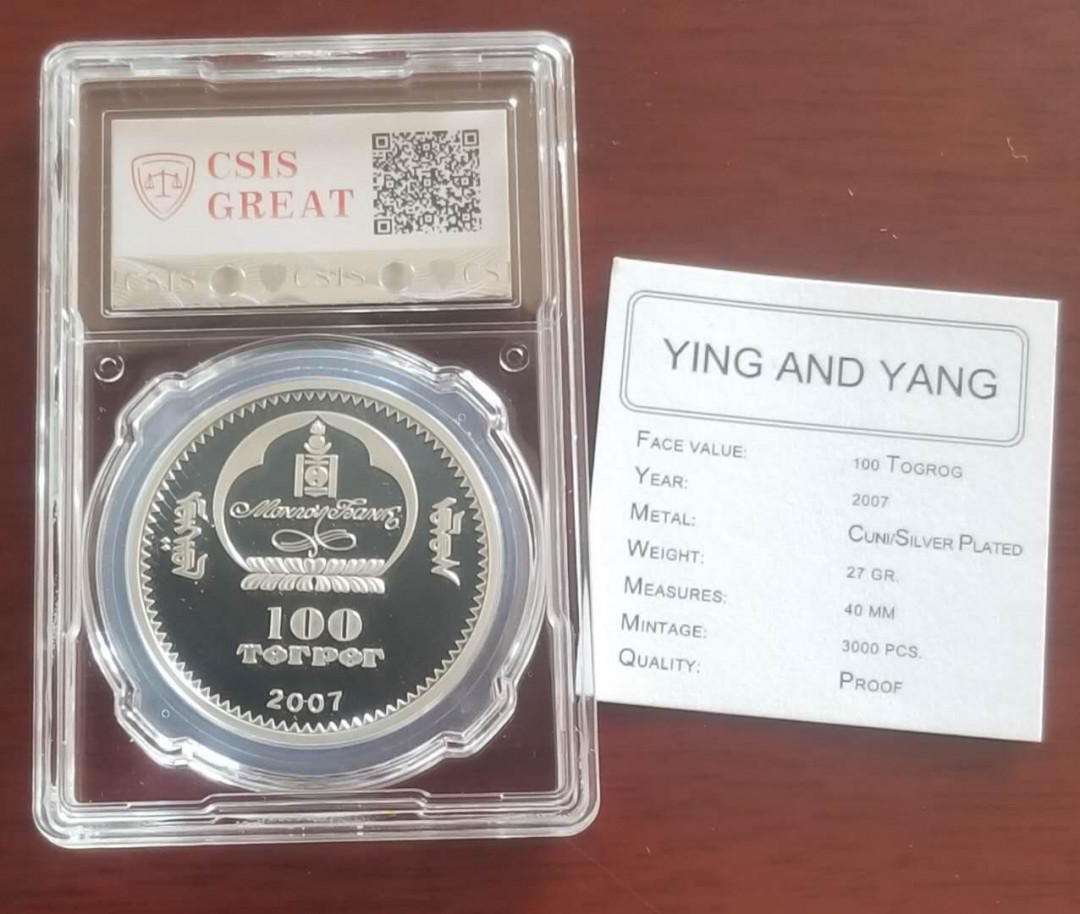 CSIS
GREAT
CSIS CSIS CS
Монгол Банк
100
ТӨГРӨГ
2007
YING AND YANG
FACE VALUE: 100 TOGROG
YEAR: 2007
METAL: CUNI/SILVER PLATED
WEIGHT: 27 GR.
MEASURES: 40 MM
MINTAGE: 3000 PCS.
QUALITY: PROOF